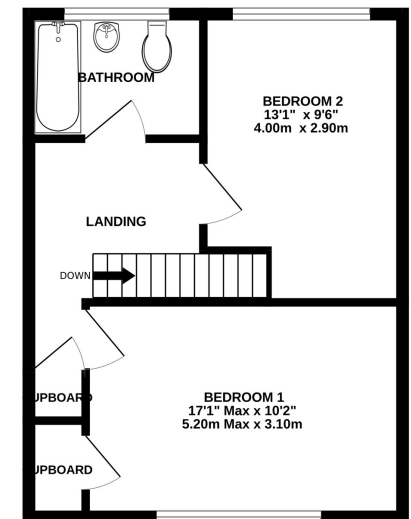 BATHROOM
BEDROOM 2
13'1" x 9'6"
4.00m x 2.90m
LANDING
DOWN
UPBOARD
BEDROOM 1
17'1" Max x 10'2"
5.20m Max x 3.10m
UPBOARD